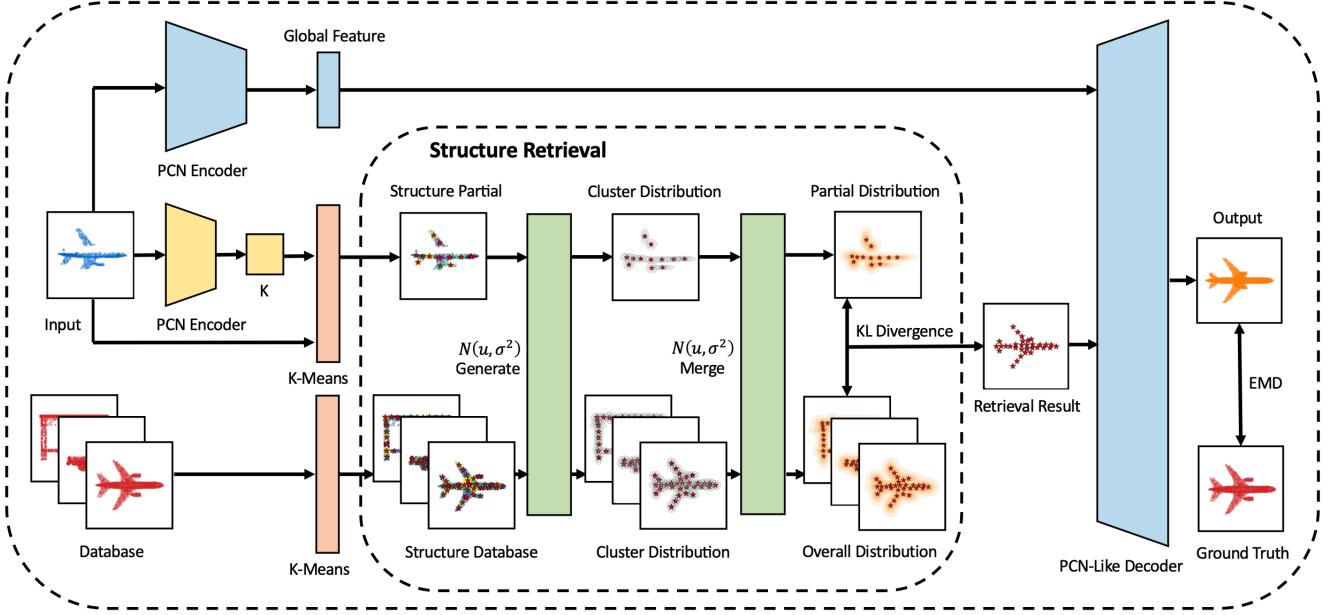 Global Feature
PCN Encoder
Structure Retrieval
Structure Partial
Cluster Distribution
Partial Distribution
Output
Input
PCN Encoder
K
K-Means
N(u, σ²)
Generate
N(u, σ²)
Merge
KL Divergence
Retrieval Result
EMD
Database
K-Means
Structure Database
Cluster Distribution
Overall Distribution
PCN-Like Decoder
Ground Truth